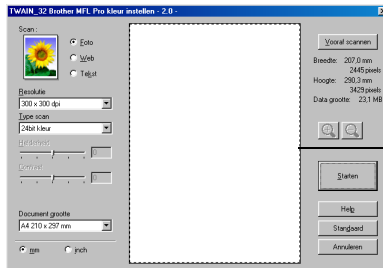 TWAIN_32 Brother MFL Pro kleur instellen - 2.0 -
Scan :
Foto
Web
Tekst
Resolutie
300 x 300 dpi
Type scan
24bit kleur
Helderheid
0
Contrast
0
Document grootte
A4 210 x 297 mm
mm
inch
Vooraf scannen
Breedte: 207,0 mm
2445 pixels
Hoogte: 290,3 mm
3429 pixels
Data grootte: 23,1 MB
Starten
Help
Standaard
Annuleren